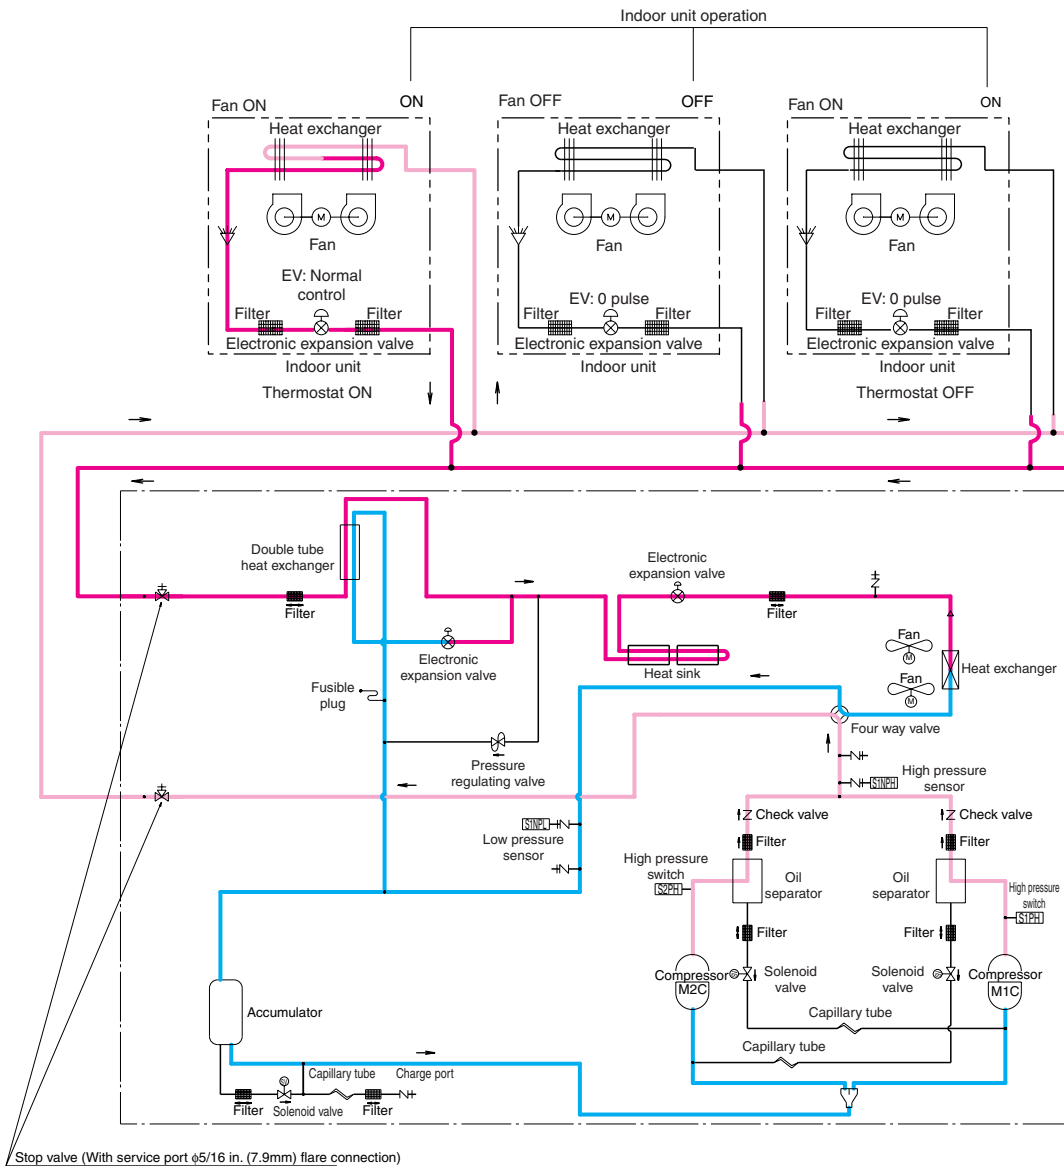 Indoor unit operation
Fan ON
ON
Fan OFF
OFF
Fan ON
ON
Heat exchanger
Heat exchanger
Heat exchanger
M
M
M
Fan
Fan
Fan
EV: Normal
control
EV: 0 pulse
EV: 0 pulse
Filter
Filter
Filter
Filter
Filter
Filter
Electronic expansion valve
Electronic expansion valve
Electronic expansion valve
Indoor unit
Indoor unit
Indoor unit
Thermostat ON
Thermostat OFF
Double tube
heat exchanger
Electronic
expansion valve
Filter
Filter
Fan
M
Fan
M
Heat exchanger
Electronic
expansion valve
Heat sink
Fusible
plug
Four way valve
Pressure
regulating valve
S1NPH
High pressure
sensor
S1NPL
Low pressure
sensor
Check valve
Check valve
Filter
Filter
High pressure
switch
S2PH
Oil
separator
Oil
separator
High pressure
switch
S1PH
Filter
Filter
Compressor
M2C
Solenoid
valve
Solenoid
valve
Compressor
M1C
Accumulator
Capillary tube
Capillary tube
SV
Capillary tube
Charge port
Filter
Solenoid valve
Filter
Stop valve (With service port ϕ5/16 in. (7.9mm) flare connection)